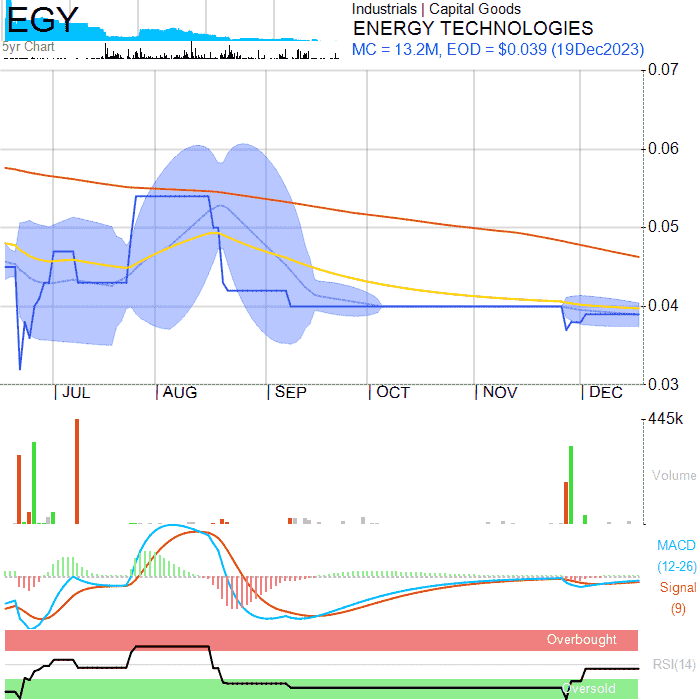 EGY
Industrials | Capital Goods
ENERGY TECHNOLOGIES
5yr Chart
MC = 13.2M, EOD = $0.039 (19Dec2023)
0.07
0.06
0.05
0.04
0.03
JUL AUG SEP OCT NOV DEC
445k
Volume
MACD
(12-26)
Signal
(9)
Overbought
RSI(14)
Oversold